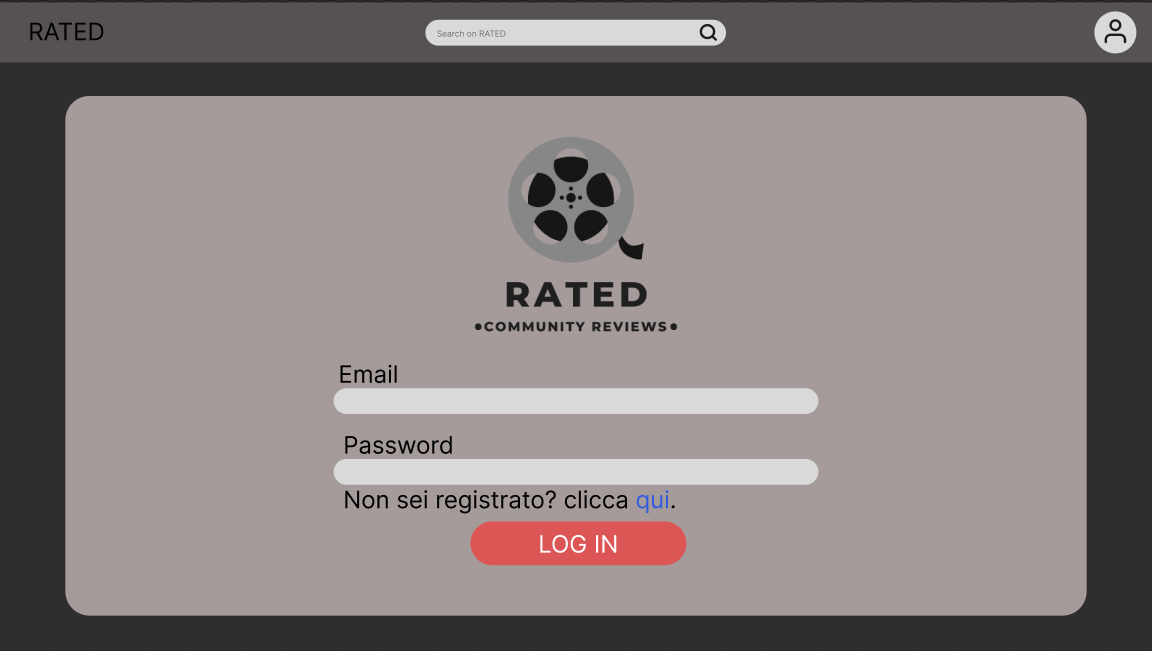 RATED
Search on RATED
RATED
•COMMUNITY REVIEWS•
Email
Password
Non sei registrato? clicca qui.
LOG IN